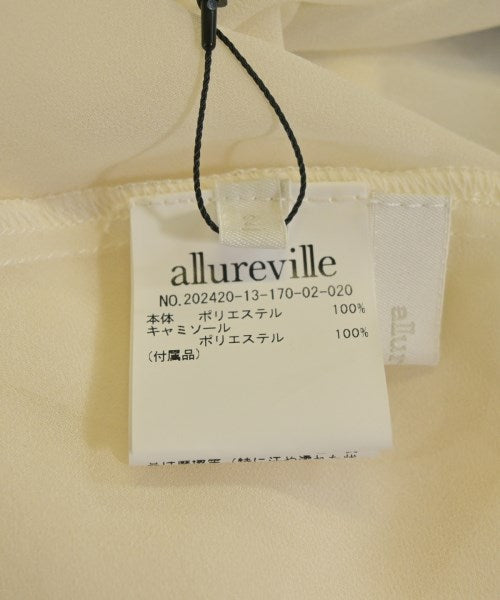 allureville
NO.202420-13-170-02-020
本体 ポリエステル 100%
キャミソール
ポリエステル 100%
(付属品)